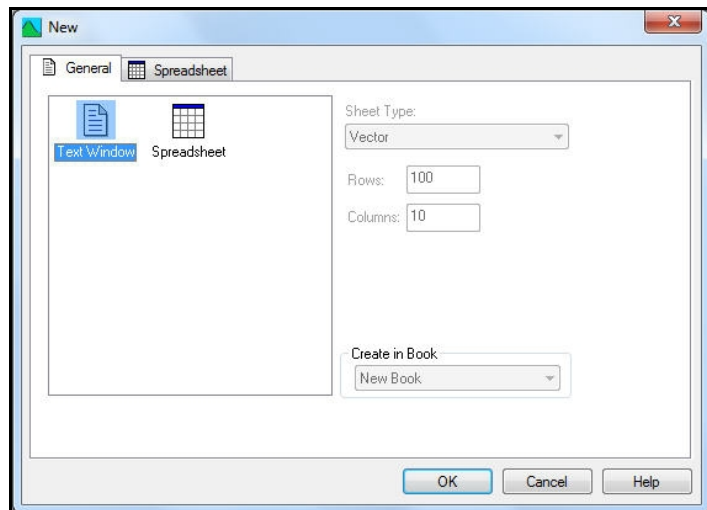 New
General Spreadsheet
Text Window Spreadsheet
Sheet Type:
Vector
Rows: 100
Columns: 10
Create in Book
New Book
OK Cancel Help